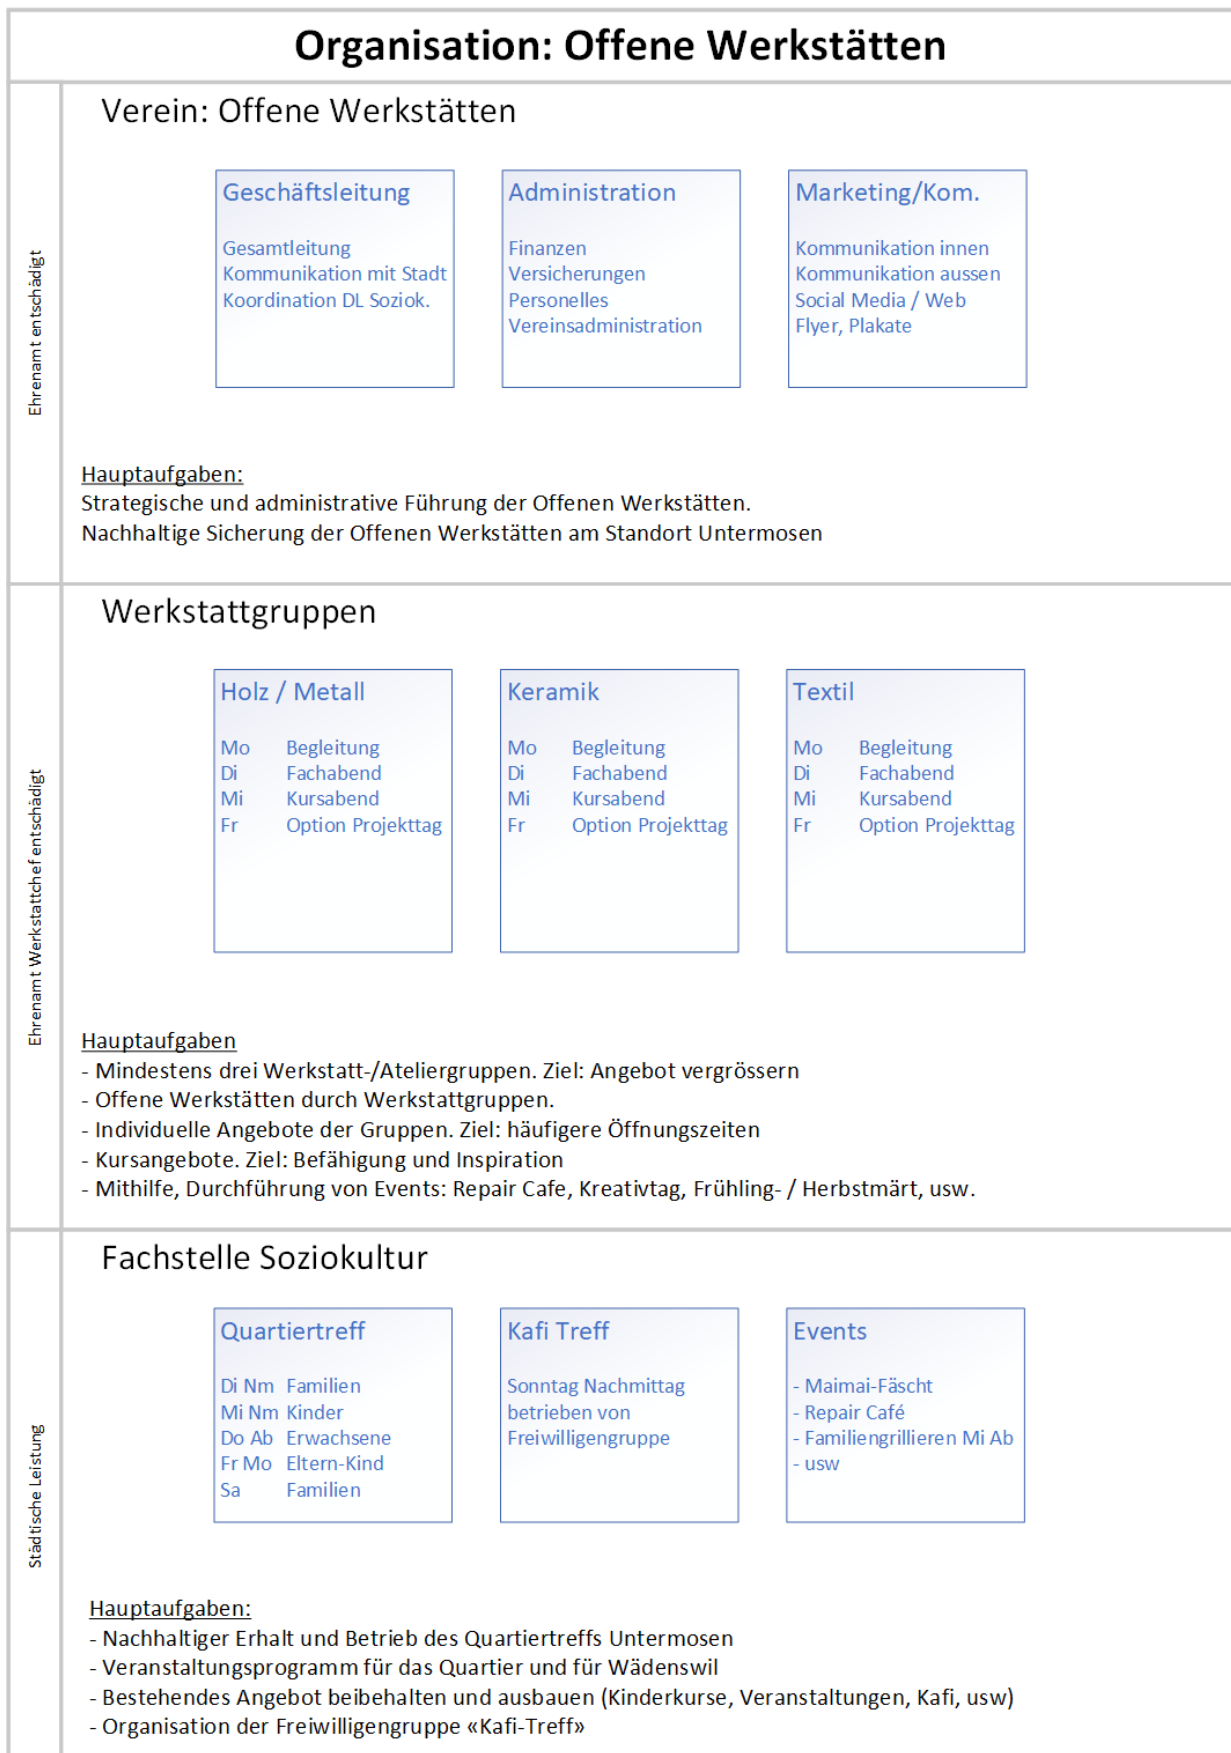 Organisation: Offene Werkstätten
Ehrenamt entschädigt
Verein: Offene Werkstätten
Geschäftsleitung
Gesamtleitung
Kommunikation mit Stadt
Koordination DL Soziok.
Administration
Finanzen
Versicherungen
Personelles
Vereinsadministration
Marketing/Kom.
Kommunikation innen
Kommunikation aussen
Social Media / Web
Flyer, Plakate
Hauptaufgaben:
Strategische und administrative Führung der Offenen Werkstätten.
Nachhaltige Sicherung der Offenen Werkstätten am Standort Untermosen
Ehrenamt Werkstattchef entschädigt
Werkstattgruppen
Holz / Metall
Mo Begleitung
Di Fachabend
Mi Kursabend
Fr Option Projekttag
Keramik
Mo Begleitung
Di Fachabend
Mi Kursabend
Fr Option Projekttag
Textil
Mo Begleitung
Di Fachabend
Mi Kursabend
Fr Option Projekttag
Hauptaufgaben
- Mindestens drei Werkstatt-/Ateliergruppen. Ziel: Angebot vergrössern
- Offene Werkstätten durch Werkstattgruppen.
- Individuelle Angebote der Gruppen. Ziel: häufigere Öffnungszeiten
- Kursangebote. Ziel: Befähigung und Inspiration
- Mithilfe, Durchführung von Events: Repair Cafe, Kreativtag, Frühling- / Herbstmärt, usw.
Städtische Leistung
Fachstelle Soziokultur
Quartiertreff
Di Nm Familien
Mi Nm Kinder
Do Ab Erwachsene
Fr Mo Eltern-Kind
Sa Familien
Kafi Treff
Sonntag Nachmittag
betrieben von
Freiwilligengruppe
Events
- Maimai-Fäscht
- Repair Café
- Familiengrillieren Mi Ab
- usw
Hauptaufgaben:
- Nachhaltiger Erhalt und Betrieb des Quartiertreffs Untermosen
- Veranstaltungsprogramm für das Quartier und für Wädenswil
- Bestehendes Angebot beibehalten und ausbauen (Kinderkurse, Veranstaltungen, Kafi, usw)
- Organisation der Freiwilligengruppe «Kafi-Treff»